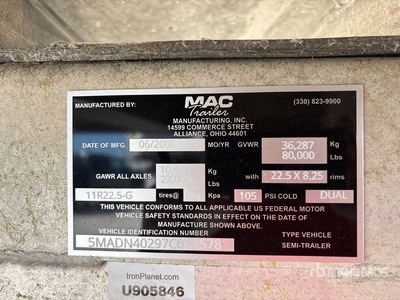 MANUFACTURED BY:
MAC
Trailer
MANUFACTURING, INC.
14599 COMMERCE STREET
ALLIANCE, OHIO 44601
(330) 823-9900
DATE OF MFG. 06/2006 MO/YR GVWR 36,287 Kg
80,000 Lbs
GAWR ALL AXLES Kg
Lbs
with 22.5 X 8.25 rims
11R22.5-G tires@ Kpa 105 PSI COLD DUAL
THIS VEHICLE CONFORMS TO ALL APPLICABLE US FEDERAL MOTOR
VEHICLE SAFETY STANDARDS IN EFFECT ON THE DATE OF
MANUFACTURE SHOWN ABOVE.
VEHICLE IDENTIFICATION NUMBER TYPE VEHICLE
SEMI-TRAILER
IronPlanet.com
U905846